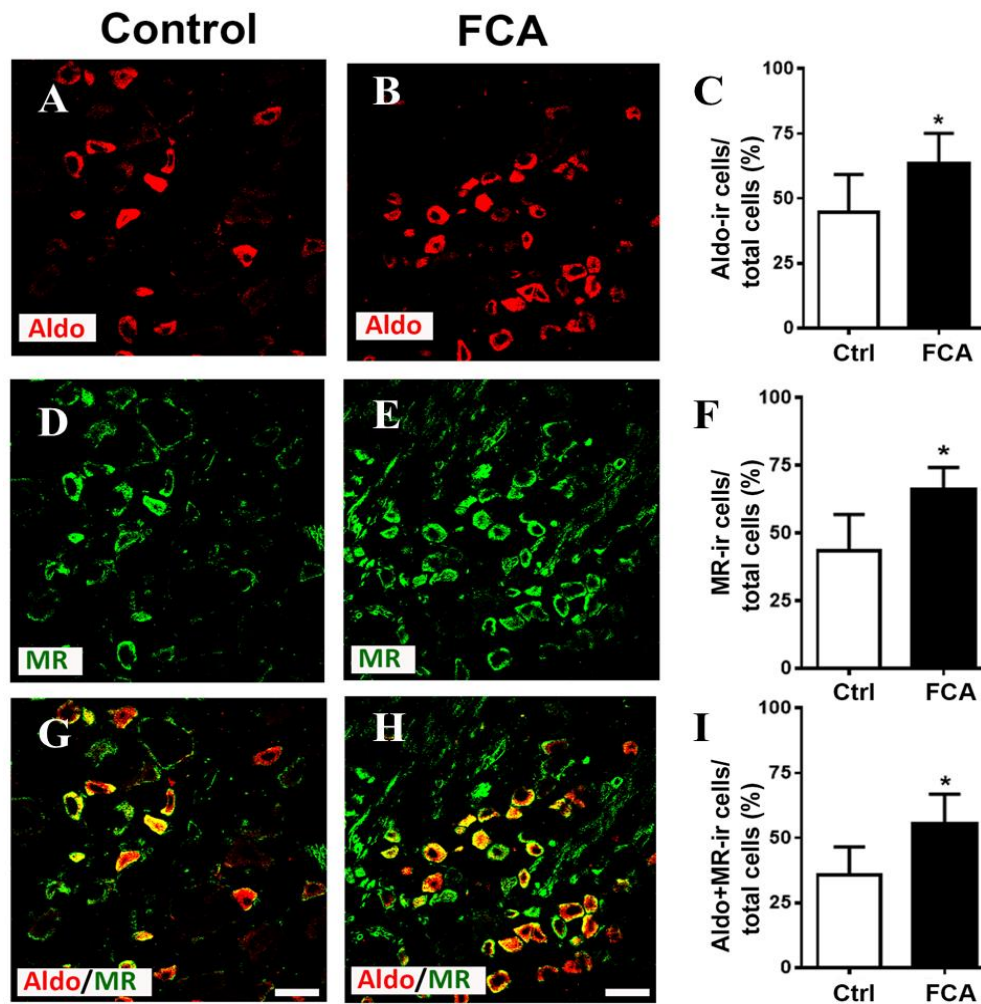 Control
FCA
A
Aldo
B
Aldo
C
Aldo-ir cells/
total cells (%)
100
75
50
25
0
*
Ctrl
FCA
D
MR
E
MR
F
MR-ir cells/
total cells (%)
100
75
50
25
0
*
Ctrl
FCA
G
Aldo/MR
H
Aldo/MR
I
Aldo+MR-ir cells/
total cells (%)
100
75
50
25
0
*
Ctrl
FCA